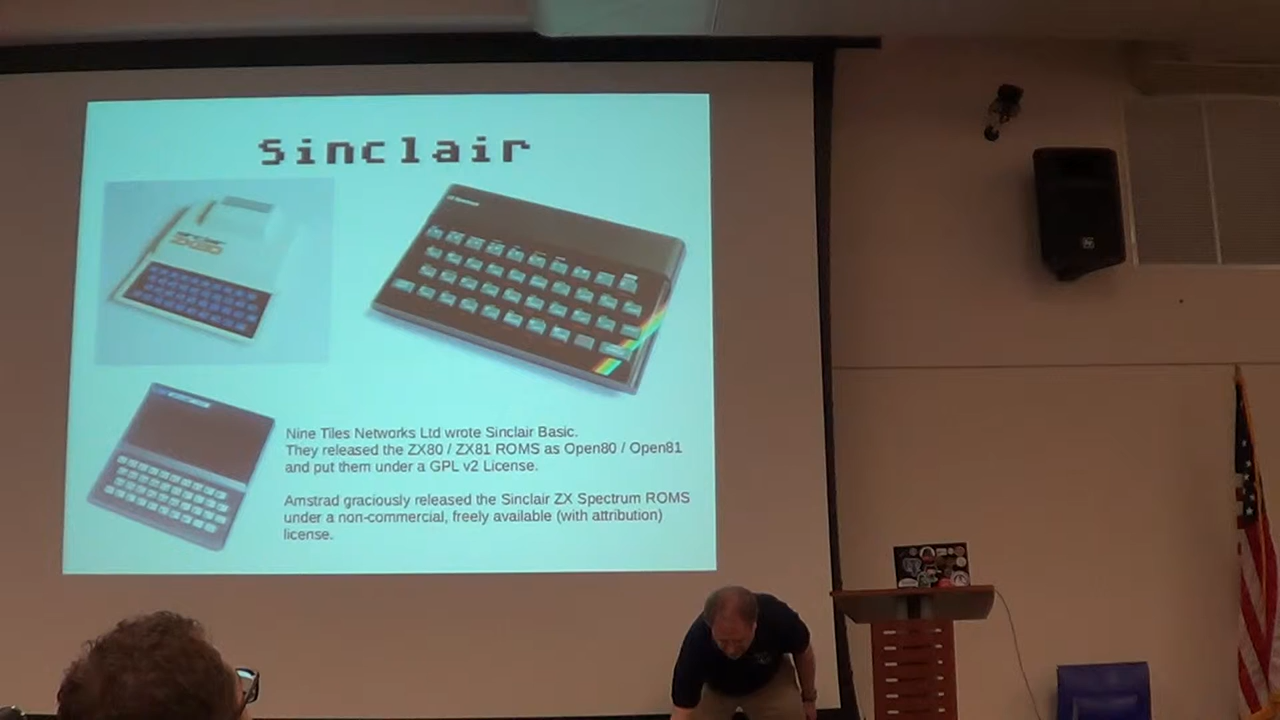 Sinclair
ZX80
Nine Tiles Networks Ltd wrote Sinclair Basic.
They released the ZX80 / ZX81 ROMS as Open80 / Open81
and put them under a GPL v2 License.
Amstrad graciously released the Sinclair ZX Spectrum ROMS
under a non-commercial, freely available (with attribution)
license.